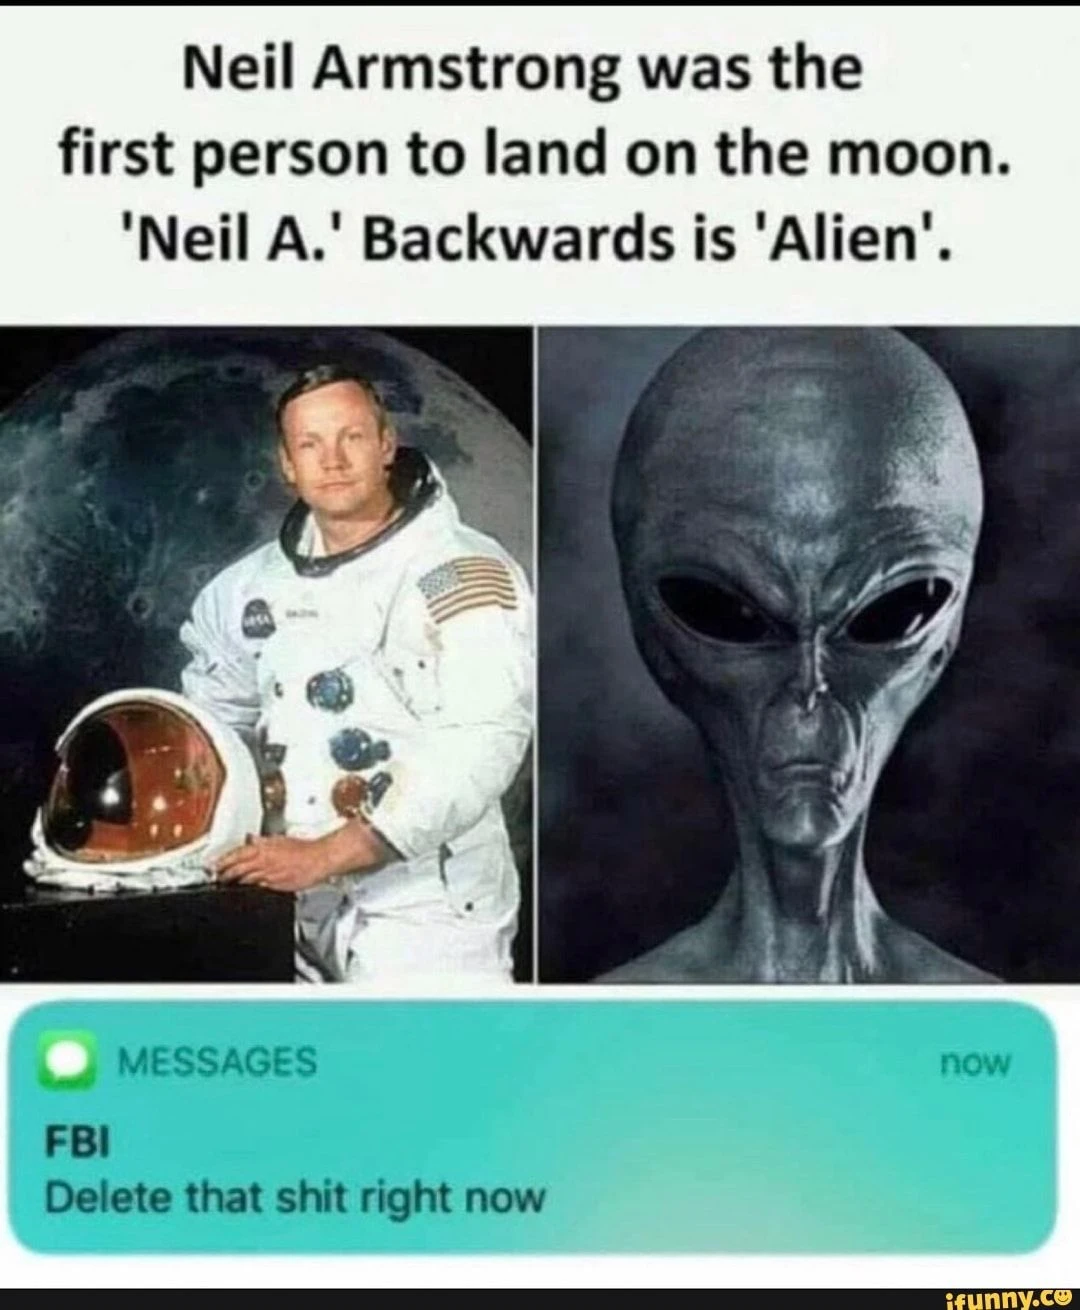 Neil Armstrong was the
first person to land on the moon.
'Neil A.' Backwards is 'Alien'.
NASA
MESSAGES
now
FBI
Delete that shit right now
ifunny.co